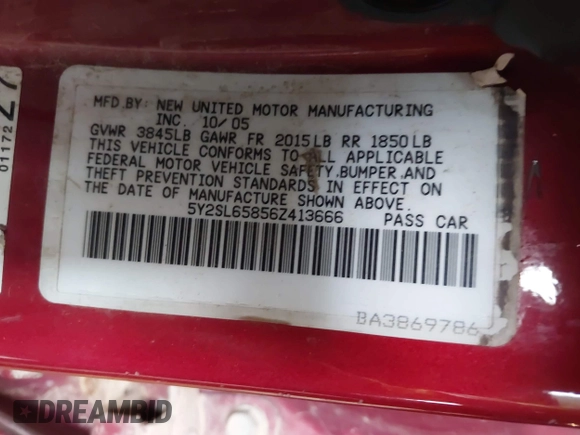 MFD.BY: NEW UNITED MOTOR MANUFACTURING
INC. 10/05
GVWR 3845LB GAWR FR 2015LB RR 1850LB
THIS VEHICLE CONFORMS TO ALL APPLICABLE
FEDERAL MOTOR VEHICLE SAFETY,BUMPER,AND
THEFT PREVENTION STANDARDS IN EFFECT ON
THE DATE OF MANUFACTURE SHOWN ABOVE.
5Y2SL65856Z413666 PASS CAR
BA3869786
01172
DREAMBID